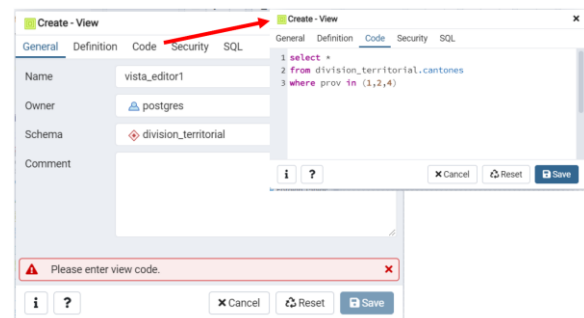 Create - View
General Definition Code Security SQL
Name vista_editor1
Owner postgres
Schema division_territorial
Comment
Please enter view code.
i ? Cancel Reset Save
Create - View
General Definition Code Security SQL
1 select *
2 from division_territorial.cantones
3 where prov in (1,2,4)
i ? Cancel Reset Save